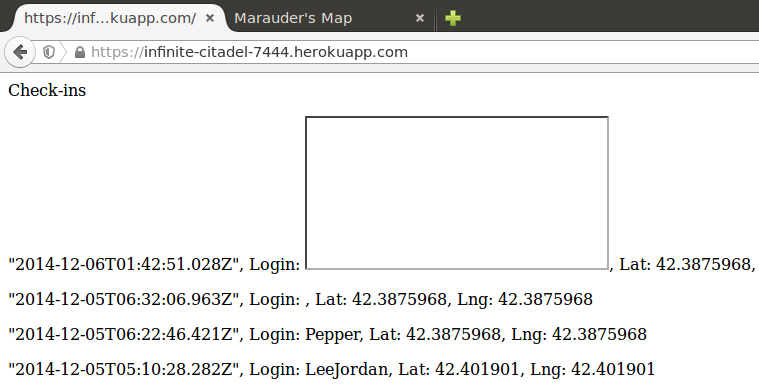 https://inf...kuapp.com/ × Marauder's Map ×
https://infinite-citadel-7444.herokuapp.com
Check-ins
"2014-12-06T01:42:51.028Z", Login: , Lat: 42.3875968,
"2014-12-05T06:32:06.963Z", Login: , Lat: 42.3875968, Lng: 42.3875968
"2014-12-05T06:22:46.421Z", Login: Pepper, Lat: 42.3875968, Lng: 42.3875968
"2014-12-05T05:10:28.282Z", Login: LeeJordan, Lat: 42.401901, Lng: 42.401901